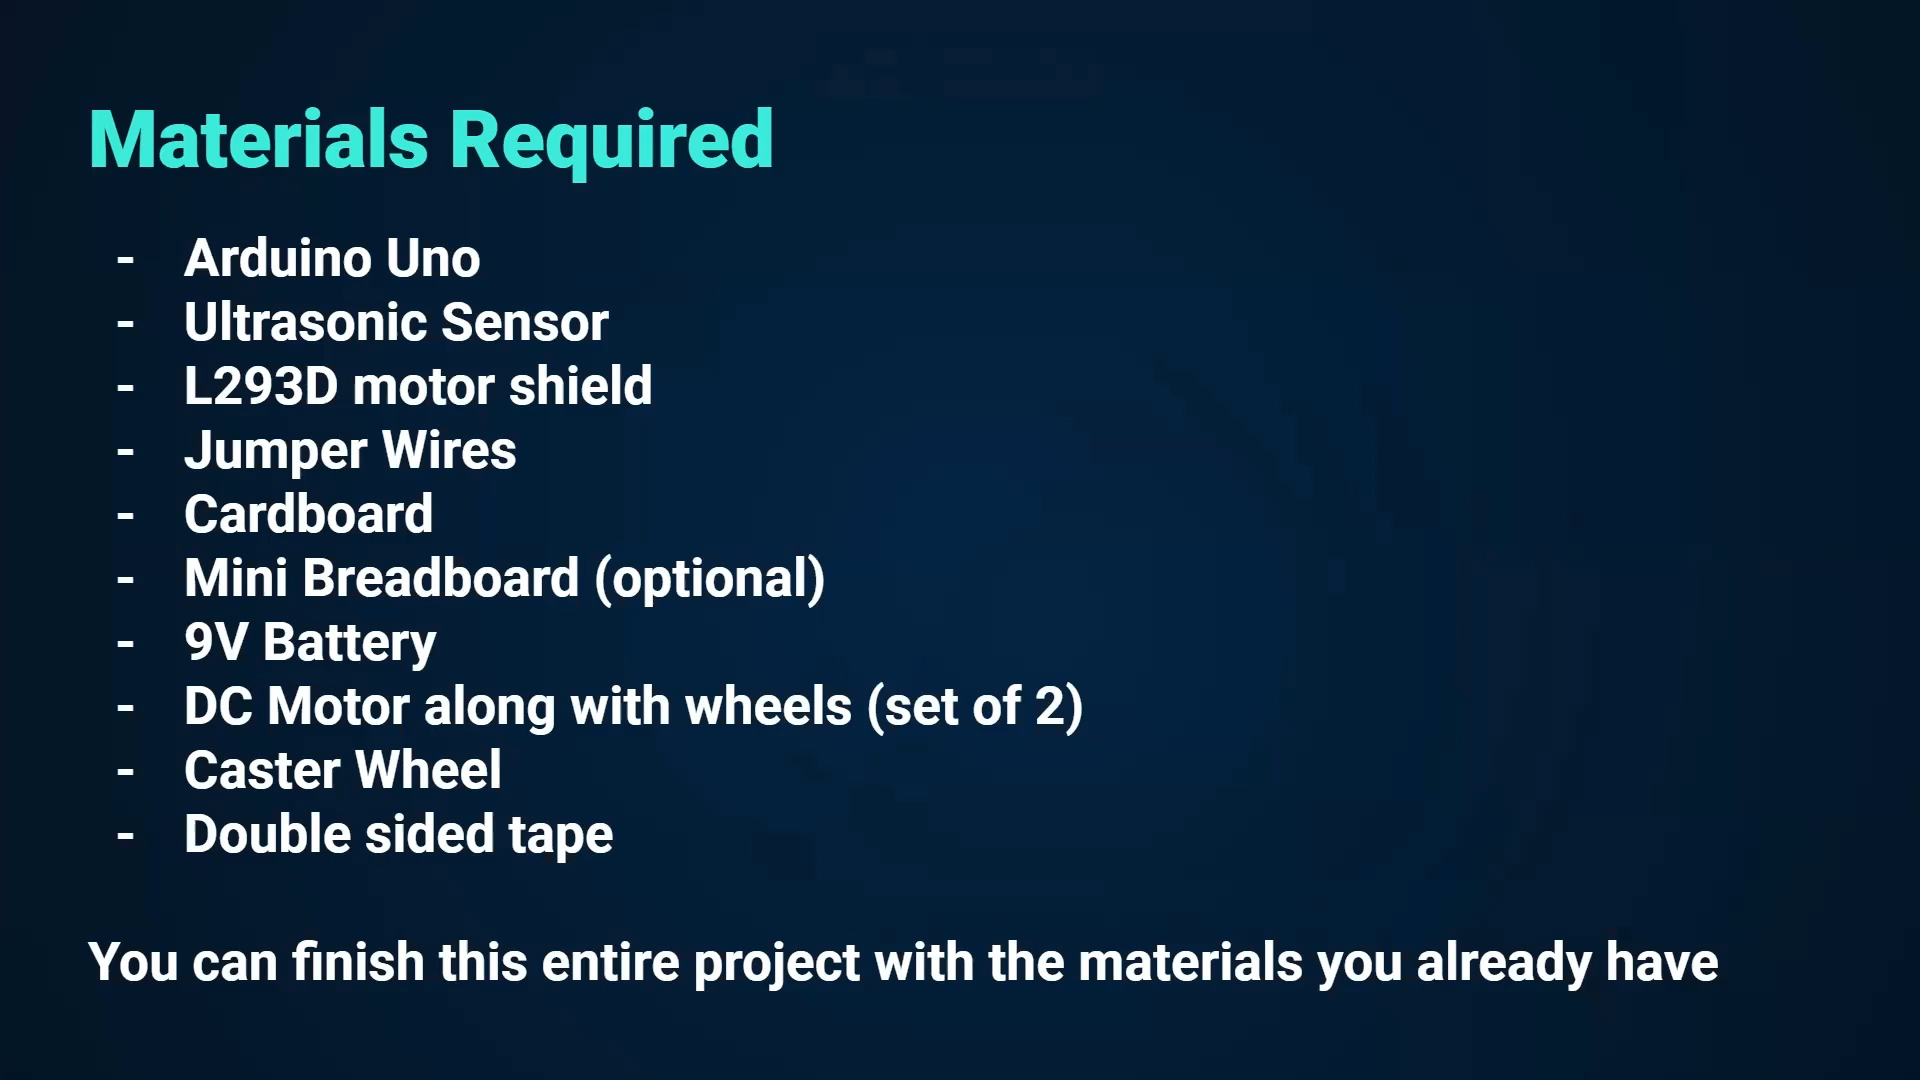 Materials Required
- Arduino Uno
- Ultrasonic Sensor
- L293D motor shield
- Jumper Wires
- Cardboard
- Mini Breadboard (optional)
- 9V Battery
- DC Motor along with wheels (set of 2)
- Caster Wheel
- Double sided tape
You can finish this entire project with the materials you already have